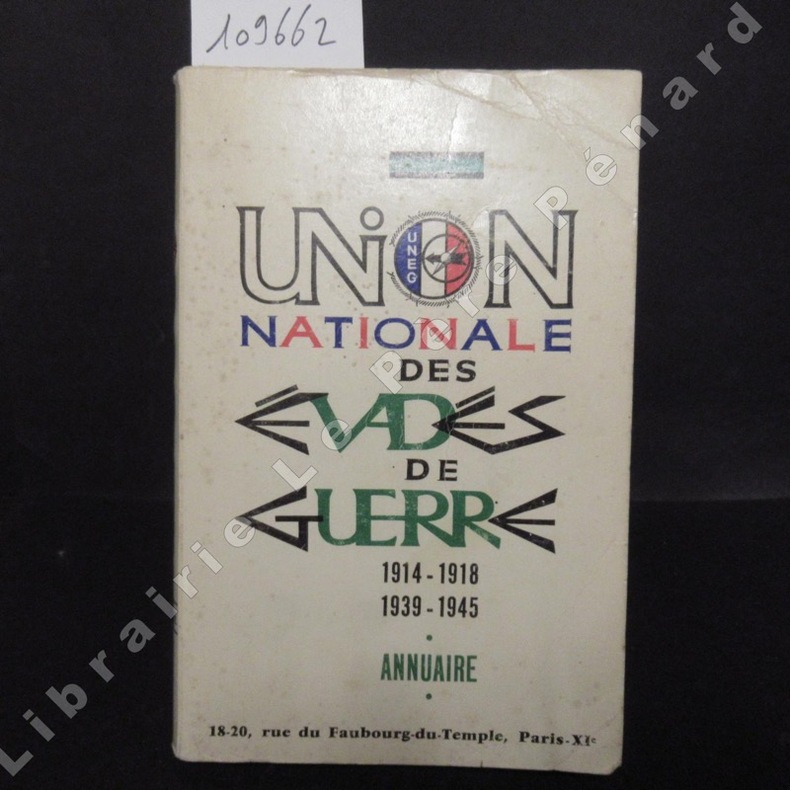 109662
UNiON
UNEG
NATIONALE
DES
ÉVADÉS
DE
GUERRE
1914-1918
1939-1945
ANNUAIRE
18-20, rue du Faubourg-du-Temple, Paris-XIe
Librairie Le Père Pénard